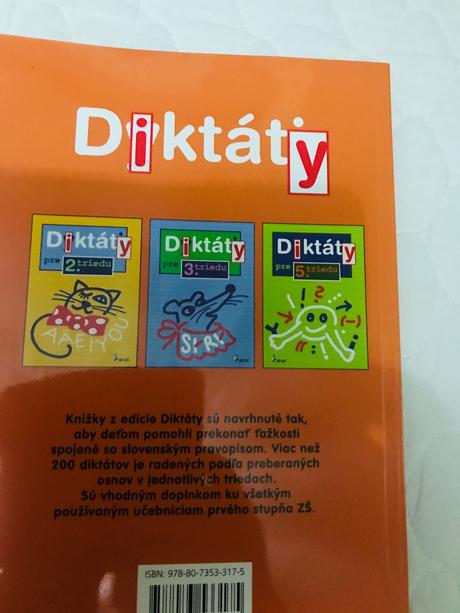 Diktáty
Diktáty
pre 2. triedu
AÁEIYOU
Diktáty
pre 3. triedu
Diktáty
pre 5. triedu
Knižky z edície Diktáty sú navrhnuté tak,
aby deťom pomohli prekonať ťažkosti
spojené so slovenským pravopisom. Viac než
200 diktátov je radených podľa preberaných
osnov v jednotlivých triedach.
Sú vhodným doplnkom ku všetkým
používaným učebniciam prvého stupňa ZŠ.
ISBN: 978-80-7353-317-5